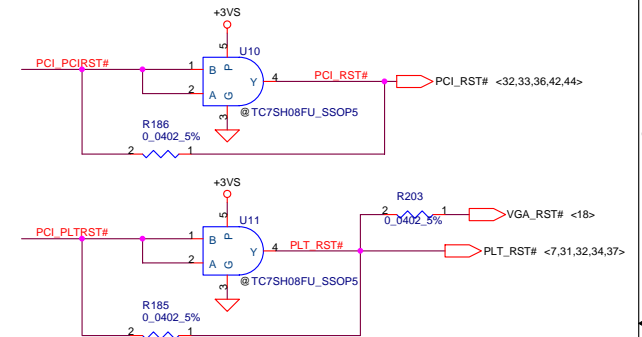 +3VS
5
U10
PCI_PCIRST#
1
B
P
2
A
G
Y
4
PCI_RST#
PCI_RST# <32,33,36,42,44>
3
@TC7SH08FU_SSOP5
R186
0_0402_5%
2
1
+3VS
5
U11
R203
2
1
0_0402_5%
VGA_RST# <18>
PCI_PLTRST#
1
B
P
2
A
G
Y
4
PLT_RST#
PLT_RST# <7,31,32,34,37>
3
@TC7SH08FU_SSOP5
R185
0_0402_5%
2
1